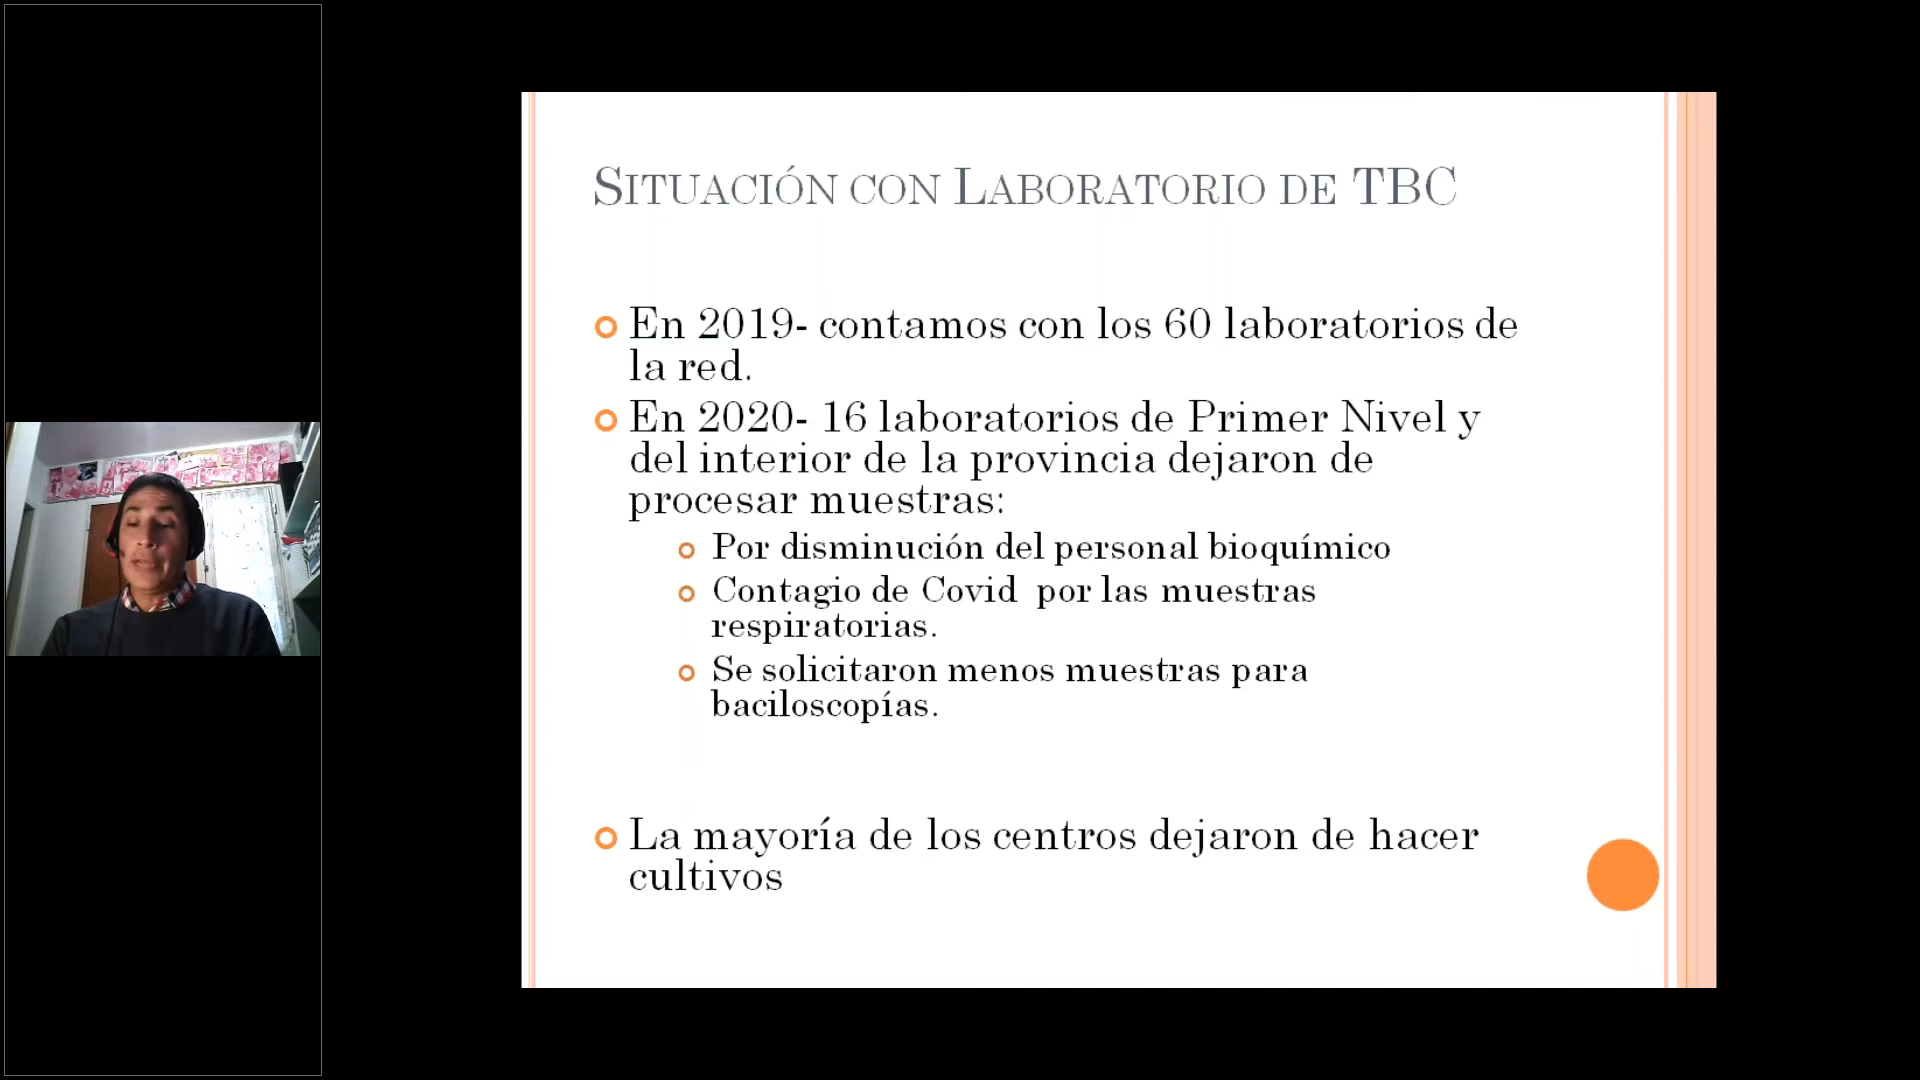 SITUACIÓN CON LABORATORIO DE TBC
En 2019- contamos con los 60 laboratorios de
la red.
En 2020- 16 laboratorios de Primer Nivel y
del interior de la provincia dejaron de
procesar muestras:
Por disminución del personal bioquímico
Contagio de Covid por las muestras
respiratorias.
Se solicitaron menos muestras para
baciloscopías.
La mayoría de los centros dejaron de hacer
cultivos